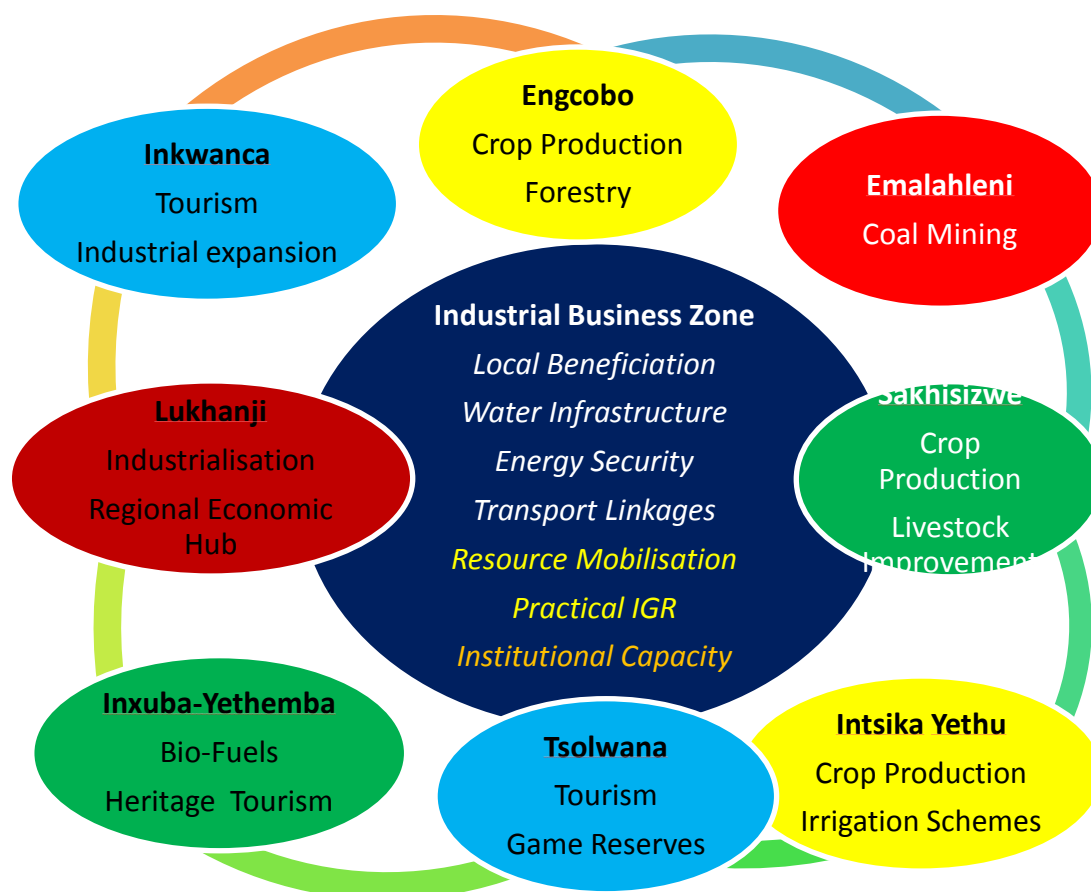 Engcobo
Crop Production
Forestry
Inkwanca
Tourism
Industrial expansion
Emalahleni
Coal Mining
Industrial Business Zone
Local Beneficiation
Water Infrastructure
Energy Security
Transport Linkages
Resource Mobilisation
Practical IGR
Institutional Capacity
Lukhanji
Industrialisation
Regional Economic
Hub
Sakhisizwe
Crop
Production
Livestock
Improvement
Inxuba-Yethemba
Bio-Fuels
Heritage Tourism
Tsolwana
Tourism
Game Reserves
Intsika Yethu
Crop Production
Irrigation Schemes